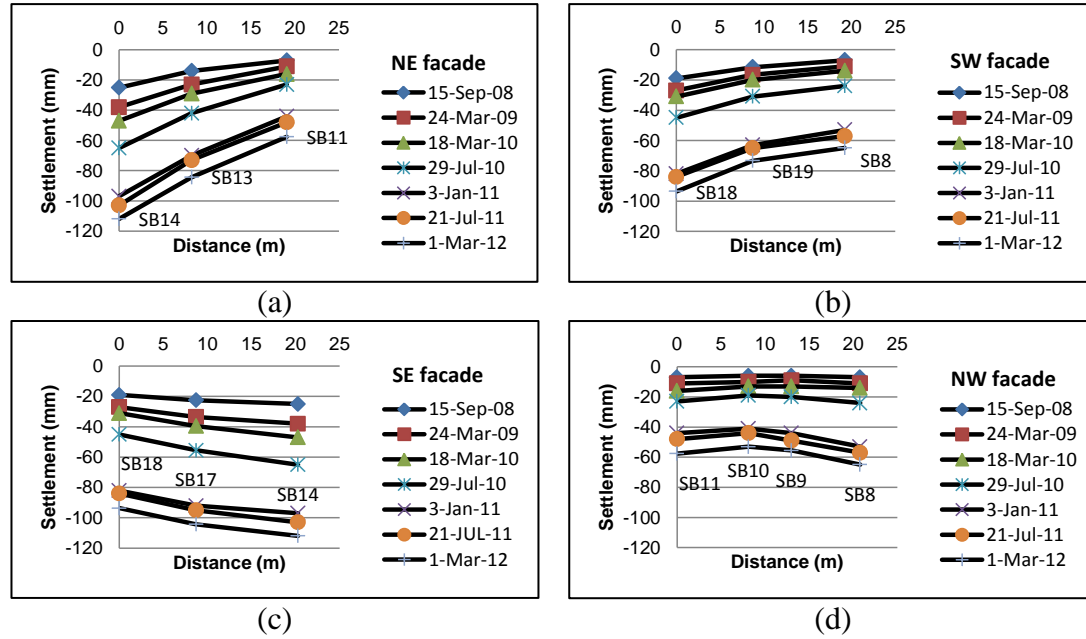 0 5 10 15 20 25
0
-20
-40
-60
-80
-100
-120
Settlement (mm)
Distance (m)
SB14
SB13
SB11
NE facade
15-Sep-08
24-Mar-09
18-Mar-10
29-Jul-10
3-Jan-11
21-Jul-11
1-Mar-12
(a)
0 5 10 15 20 25
0
-20
-40
-60
-80
-100
-120
Settlement (mm)
Distance (m)
SB18
SB19
SB8
SW facade
15-Sep-08
24-Mar-09
18-Mar-10
29-Jul-10
3-Jan-11
21-Jul-11
1-Mar-12
(b)
0 5 10 15 20 25
0
-20
-40
-60
-80
-100
-120
Settlement (mm)
Distance (m)
SB18
SB17
SB14
SE facade
15-Sep-08
24-Mar-09
18-Mar-10
29-Jul-10
3-Jan-11
21-JUL-11
1-Mar-12
(c)
0 5 10 15 20 25
0
-20
-40
-60
-80
-100
-120
Settlement (mm)
Distance (m)
SB11
SB10
SB9
SB8
NW facade
15-Sep-08
24-Mar-09
18-Mar-10
29-Jul-10
3-Jan-11
21-Jul-11
1-Mar-12
(d)